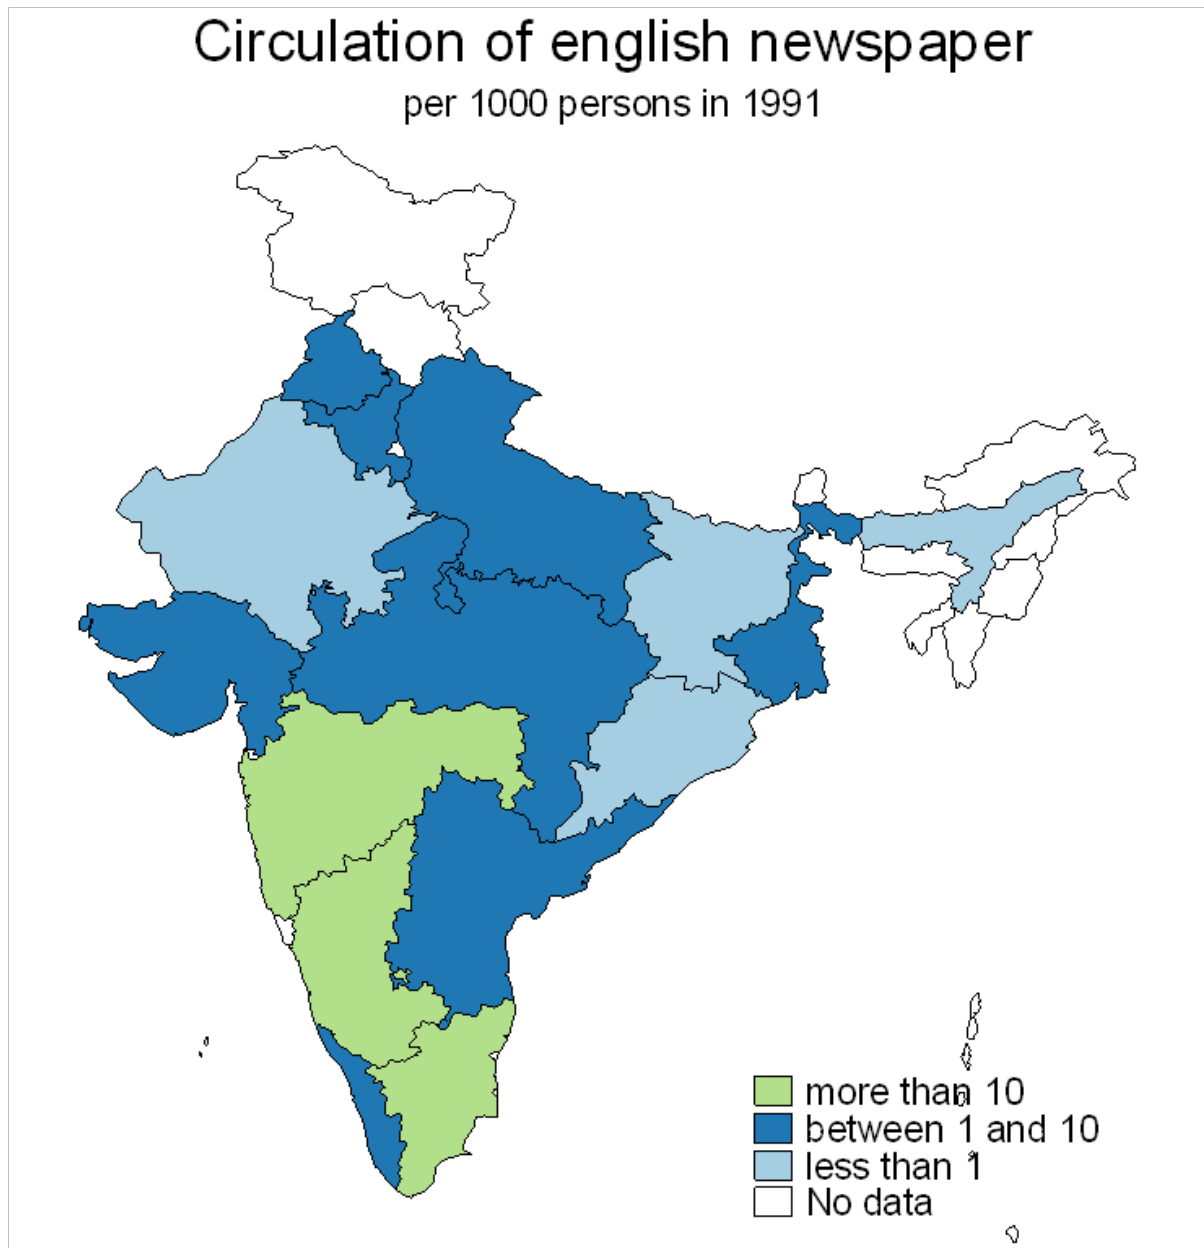 Circulation of english newspaper
per 1000 persons in 1991
more than 10
between 1 and 10
less than 1
No data